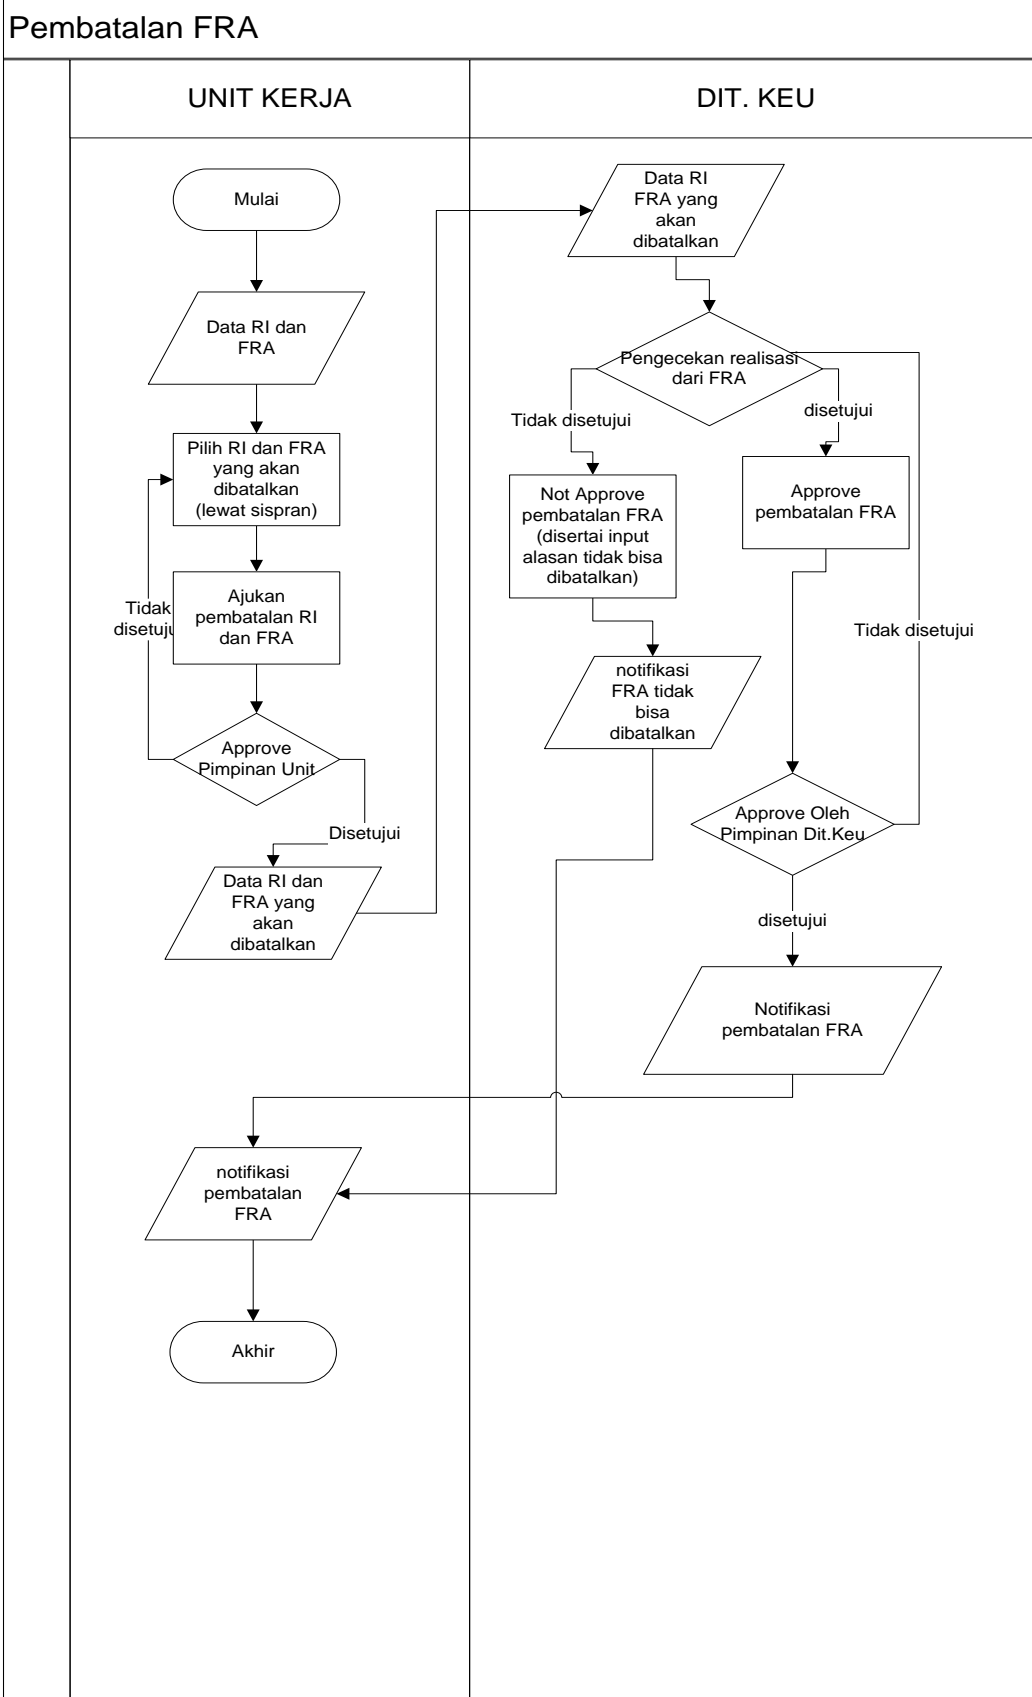 Pembatalan FRA
UNIT KERJA
DIT. KEU
Mulai
Data RI dan
FRA
Pilih RI dan FRA
yang akan
dibatalkan
(lewat sispran)
Ajukan
pembatalan RI
dan FRA
Tidak
disetuju
Approve
Pimpinan Unit
Disetujui
Data RI dan
FRA yang
akan
dibatalkan
Data RI
FRA yang
akan
dibatalkan
Pengecekan realisasi
dari FRA
Tidak disetujui
disetujui
Not Approve
pembatalan FRA
(disertai input
alasan tidak bisa
dibatalkan)
Approve
pembatalan FRA
notifikasi
FRA tidak
bisa
dibatalkan
Tidak disetujui
Approve Oleh
Pimpinan Dit.Keu
disetujui
Notifikasi
pembatalan FRA
notifikasi
pembatalan
FRA
Akhir